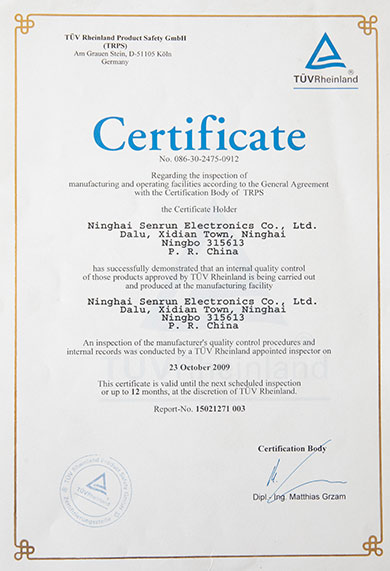 TÜV Rheinland Product Safety GmbH
(TRPS)
Am Grauen Stein, D-51105 Köln
Germany
®
TÜVRheinland
Certificate
No. 086-30-2475-0912
Regarding the inspection of
manufacturing and operating facilities according to the General Agreement
with the Certification Body of TRPS
the Certificate Holder
Ninghai Senrun Electronics Co., Ltd.
Dalu, Xidian Town, Ninghai
Ningbo 315613
P. R. China
has successfully demonstrated that an internal quality control
of those products approved by TÜV Rheinland is being carried out
and produced at the manufacturing facility
Ninghai Senrun Electronics Co., Ltd.
Dalu, Xidian Town, Ninghai
Ningbo 315613
P. R. China
An inspection of the manufacturer's quality control procedures and
internal records was conducted by a TÜV Rheinland appointed inspector on
23 October 2009
This certificate is valid until the next scheduled inspection
or up to 12 months, at the discretion of TÜV Rheinland.
Report-No. 15021271 003
Certification Body
Dipl.-Ing. Matthias Grzam
TÜV Rheinland Product Safety GmbH
TÜVRheinland